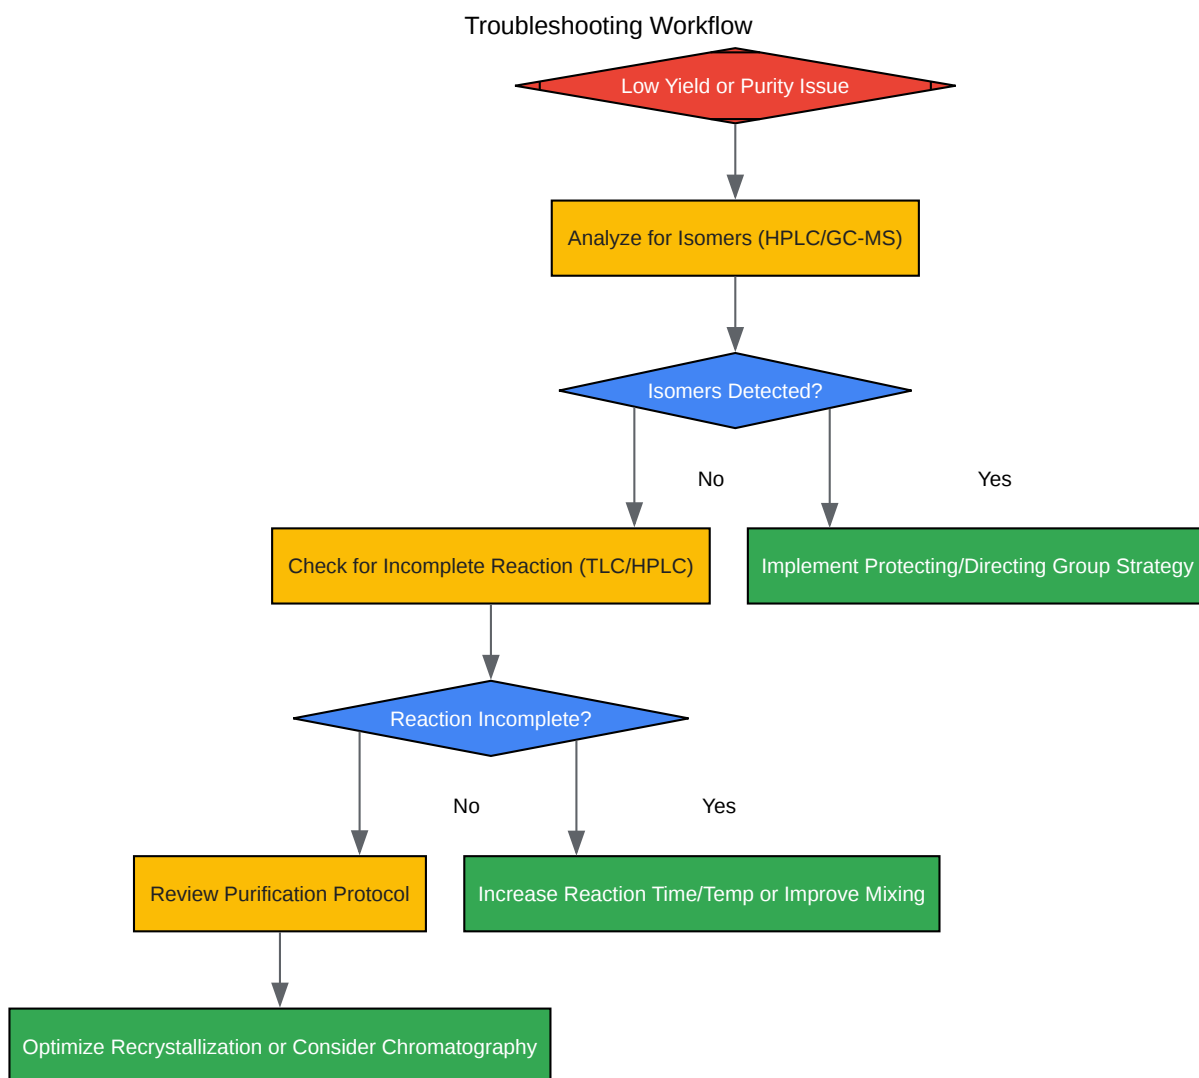 Troubleshooting Workflow
Low Yield or Purity Issue
Analyze for Isomers (HPLC/GC-MS)
Isomers Detected?
No
Yes
Check for Incomplete Reaction (TLC/HPLC)
Implement Protecting/Directing Group Strategy
Reaction Incomplete?
No
Yes
Review Purification Protocol
Increase Reaction Time/Temp or Improve Mixing
Optimize Recrystallization or Consider Chromatography